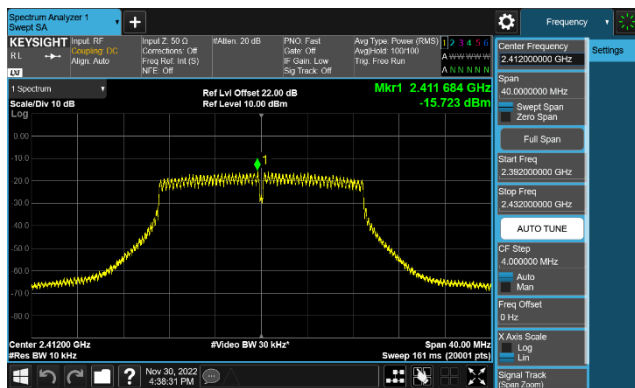 Spectrum Analyzer 1
Swept SA
Frequency
KEYSIGHT
RL
Input: RF
Coupling: DC
Align: Auto
Input Z: 50 Ω
Corrections: Off
Freq Ref: Int (S)
NFE: Off
#Atten: 20 dB
PNO: Fast
Gate: Off
IF Gain: Low
Sig Track: Off
Avg Type: Power (RMS)
Avg|Hold: 100/100
Trig: Free Run
1 2 3 4 5 6
A WW WW W
A N N N N N
LXI
1 Spectrum
Scale/Div 10 dB
Log
Ref Lvl Offset 22.00 dB
Ref Level 10.00 dBm
Mkr1 2.411 684 GHz
-15.723 dBm
1
0.00
-10.0
-20.0
-30.0
-40.0
-50.0
-60.0
-70.0
-80.0
Center 2.41200 GHz
#Res BW 10 kHz
#Video BW 30 kHz*
Span 40.00 MHz
Sweep 161 ms (20001 pts)
Nov 30, 2022
4:38:31 PM
Center Frequency
2.412000000 GHz
Settings
Span
40.0000000 MHz
Swept Span
Zero Span
Full Span
Start Freq
2.392000000 GHz
Stop Freq
2.432000000 GHz
AUTO TUNE
CF Step
4.000000 MHz
Auto
Man
Freq Offset
0 Hz
X Axis Scale
Log
Lin
Signal Track
(Span Zoom)